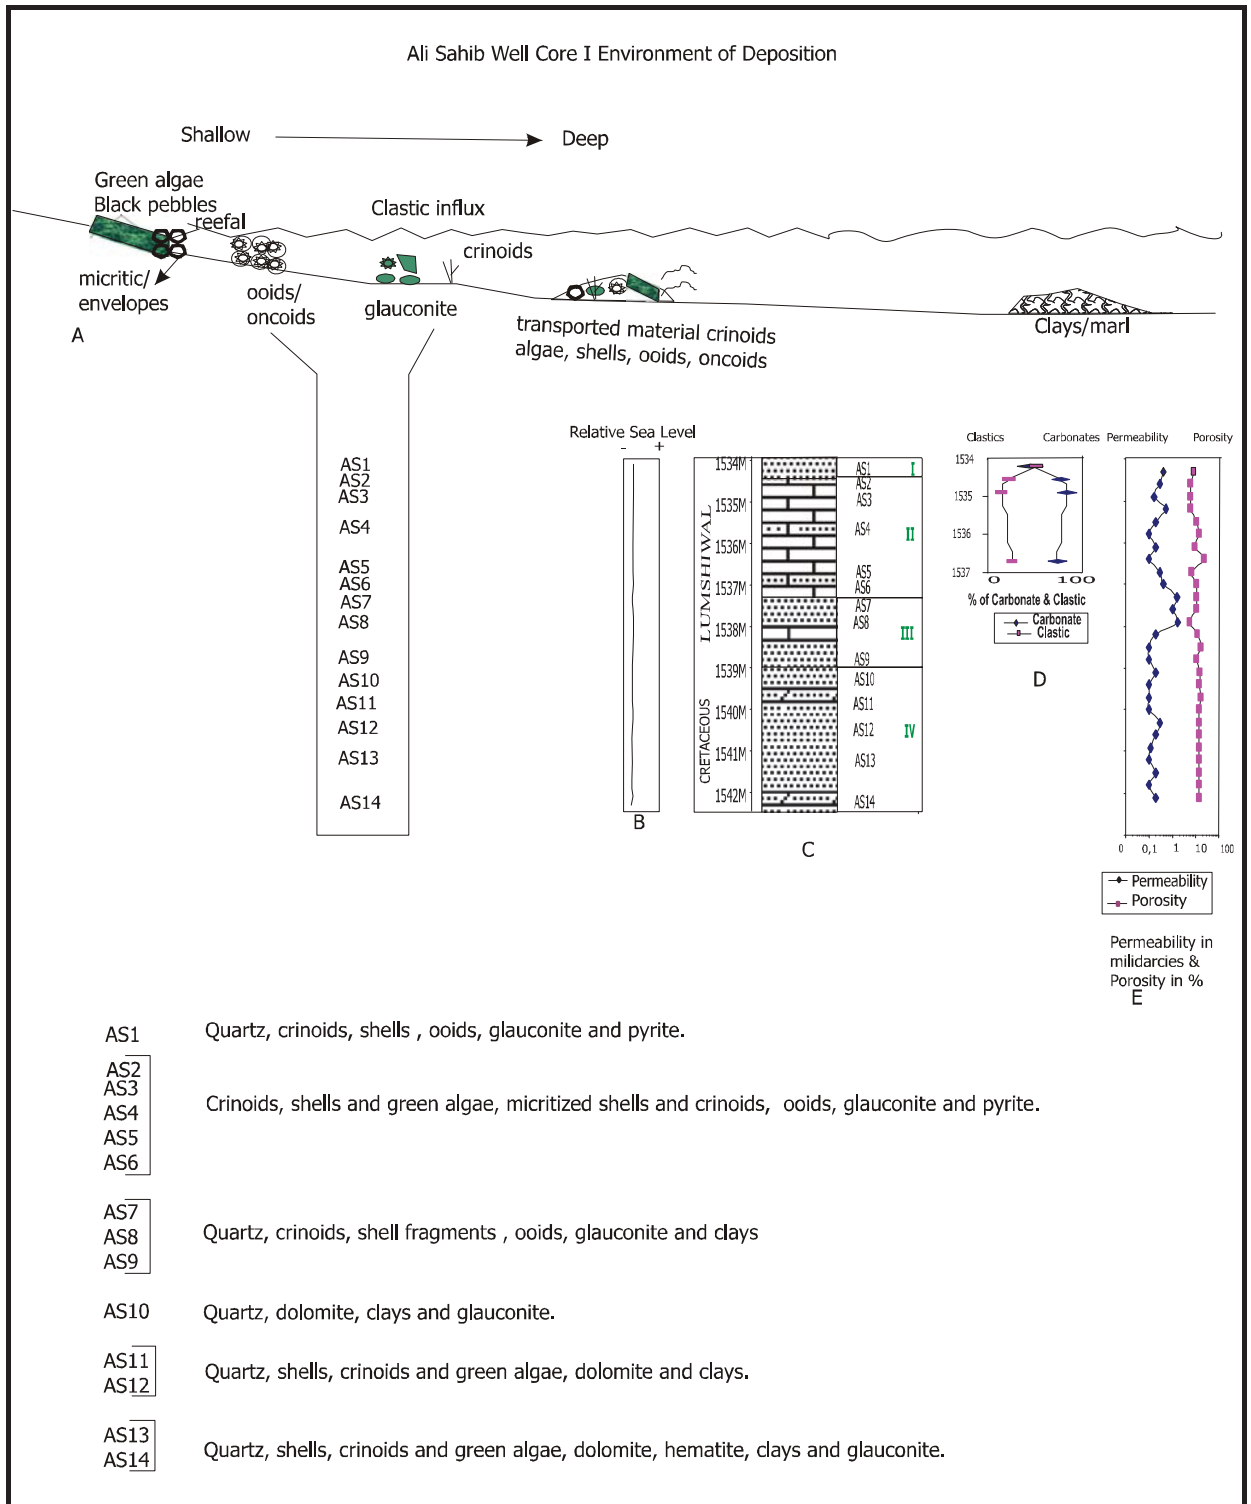 Ali Sahib Well Core I Environment of Deposition
Shallow
Deep
Green algae
Black pebbles
reefal
Clastic influx
crinoids
micritic/
envelopes
ooids/
oncoids
glauconite
transported material crinoids
algae, shells, ooids, oncoids
Clays/marl
A
AS1
AS2
AS3
AS4
AS5
AS6
AS7
AS8
AS9
AS10
AS11
AS12
AS13
AS14
Relative Sea Level
- +
B
LUMSHIWAL
CRETACEOUS
1534M
1535M
1536M
1537M
1538M
1539M
1540M
1541M
1542M
AS1
AS2
AS3
AS4
AS5
AS6
AS7
AS8
AS9
AS10
AS11
AS12
AS13
AS14
I
II
III
IV
C
Clastics Carbonates
1534
1535
1536
1537
0 100
% of Carbonate & Clastic
Carbonate
Clastic
D
Permeability Porosity
0 0,1 1 10 100
Permeability
Porosity
Permeability in
milidarcies &
Porosity in %
E
AS1 Quartz, crinoids, shells , ooids, glauconite and pyrite.
AS2
AS3
AS4
AS5
AS6
Crinoids, shells and green algae, micritized shells and crinoids, ooids, glauconite and pyrite.
AS7
AS8
AS9
Quartz, crinoids, shell fragments , ooids, glauconite and clays
AS10 Quartz, dolomite, clays and glauconite.
AS11
AS12
Quartz, shells, crinoids and green algae, dolomite and clays.
AS13
AS14
Quartz, shells, crinoids and green algae, dolomite, hematite, clays and glauconite.